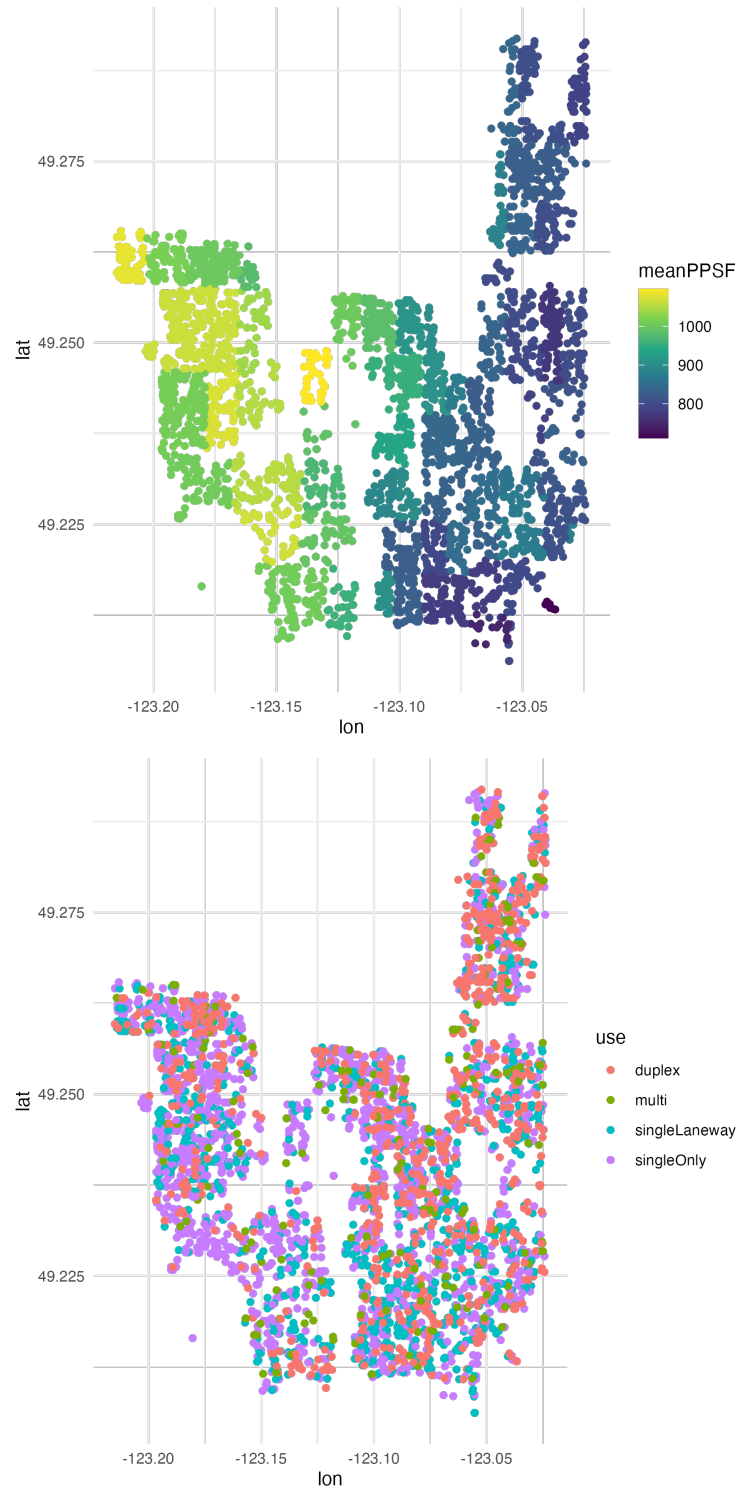 meanPPSF
1000
900
800
lat
49.275
49.250
49.225
-123.20
-123.15
-123.10
-123.05
lon
lat
49.275
49.250
49.225
use
duplex
multi
singleLaneway
singleOnly
-123.20
-123.15
-123.10
-123.05
lon